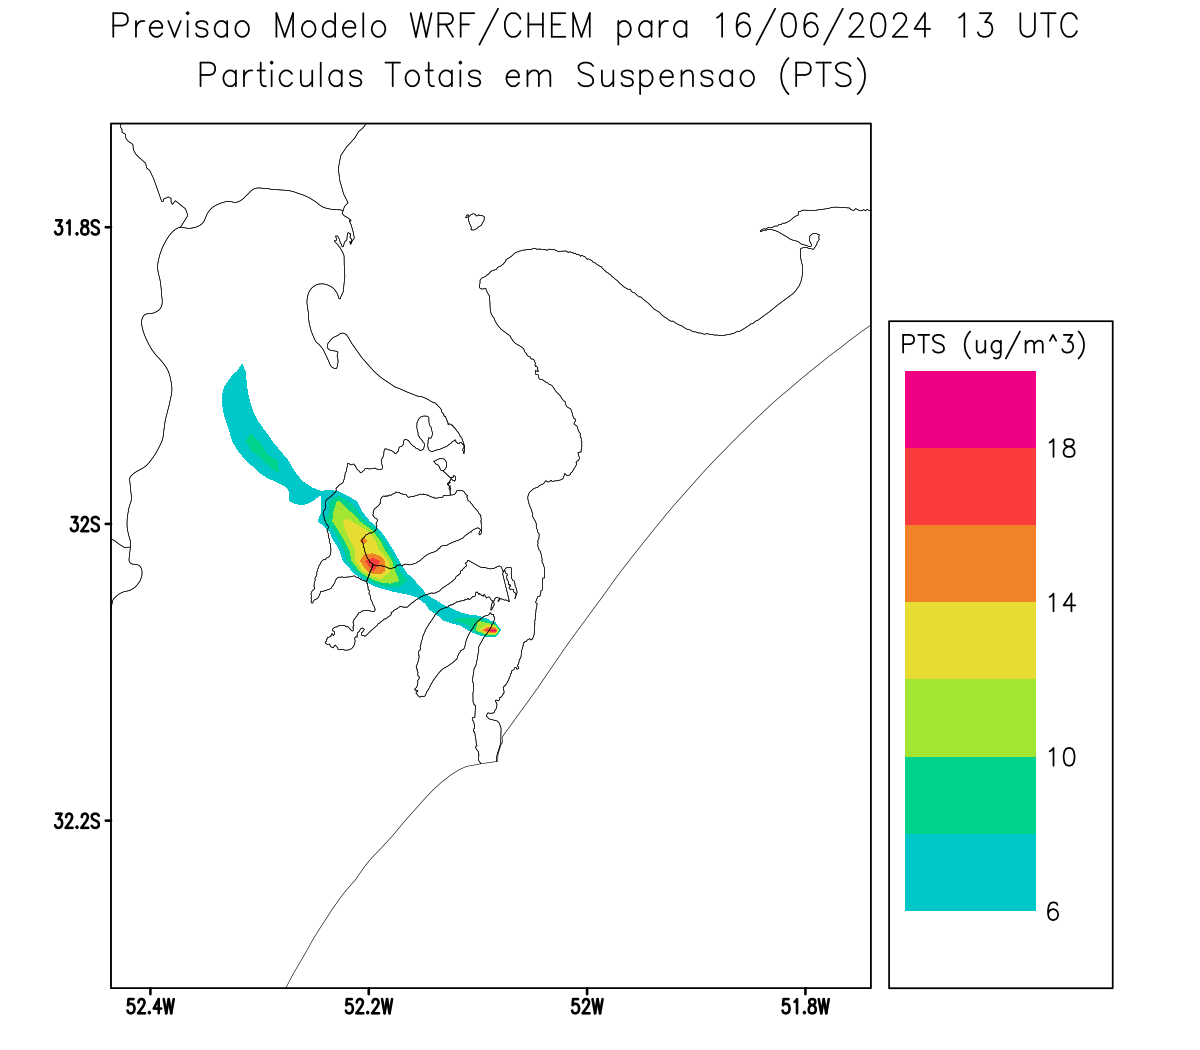 Previsao Modelo WRF/CHEM para 16/06/2024 13 UTC
Particulas Totais em Suspensao (PTS)
31.8S
32S
32.2S
52.4W
52.2W
52W
51.8W
PTS (ug/m^3)
18
14
10
6